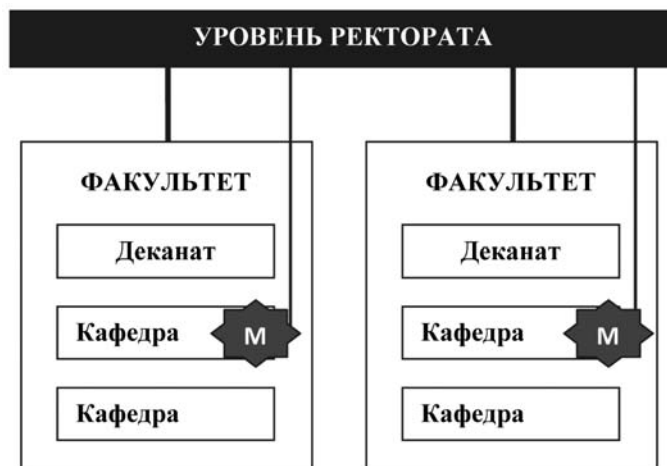 УРОВЕНЬ РЕКТОРАТА
ФАКУЛЬТЕТ
Деканат
Кафедра М
Кафедра
ФАКУЛЬТЕТ
Деканат
Кафедра М
Кафедра